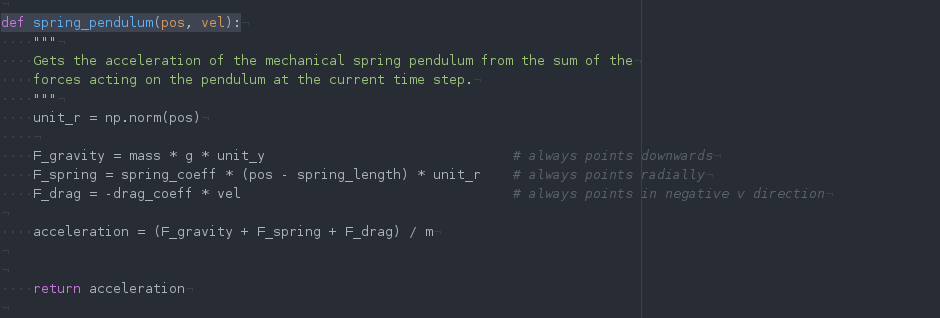 def spring_pendulum(pos, vel):
    """
    Gets the acceleration of the mechanical spring pendulum from the sum of the
    forces acting on the pendulum at the current time step.
    """
    unit_r = np.norm(pos)
    F_gravity = mass * g * unit_y                               # always points downwards
    F_spring = spring_coeff * (pos - spring_length) * unit_r    # always points radially
    F_drag = -drag_coeff * vel                                  # always points in negative v direction
    acceleration = (F_gravity + F_spring + F_drag) / m
    return acceleration